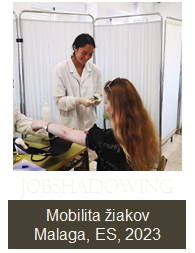 JOBSHADOWING
Mobilita žiakov
Malaga, ES, 2023